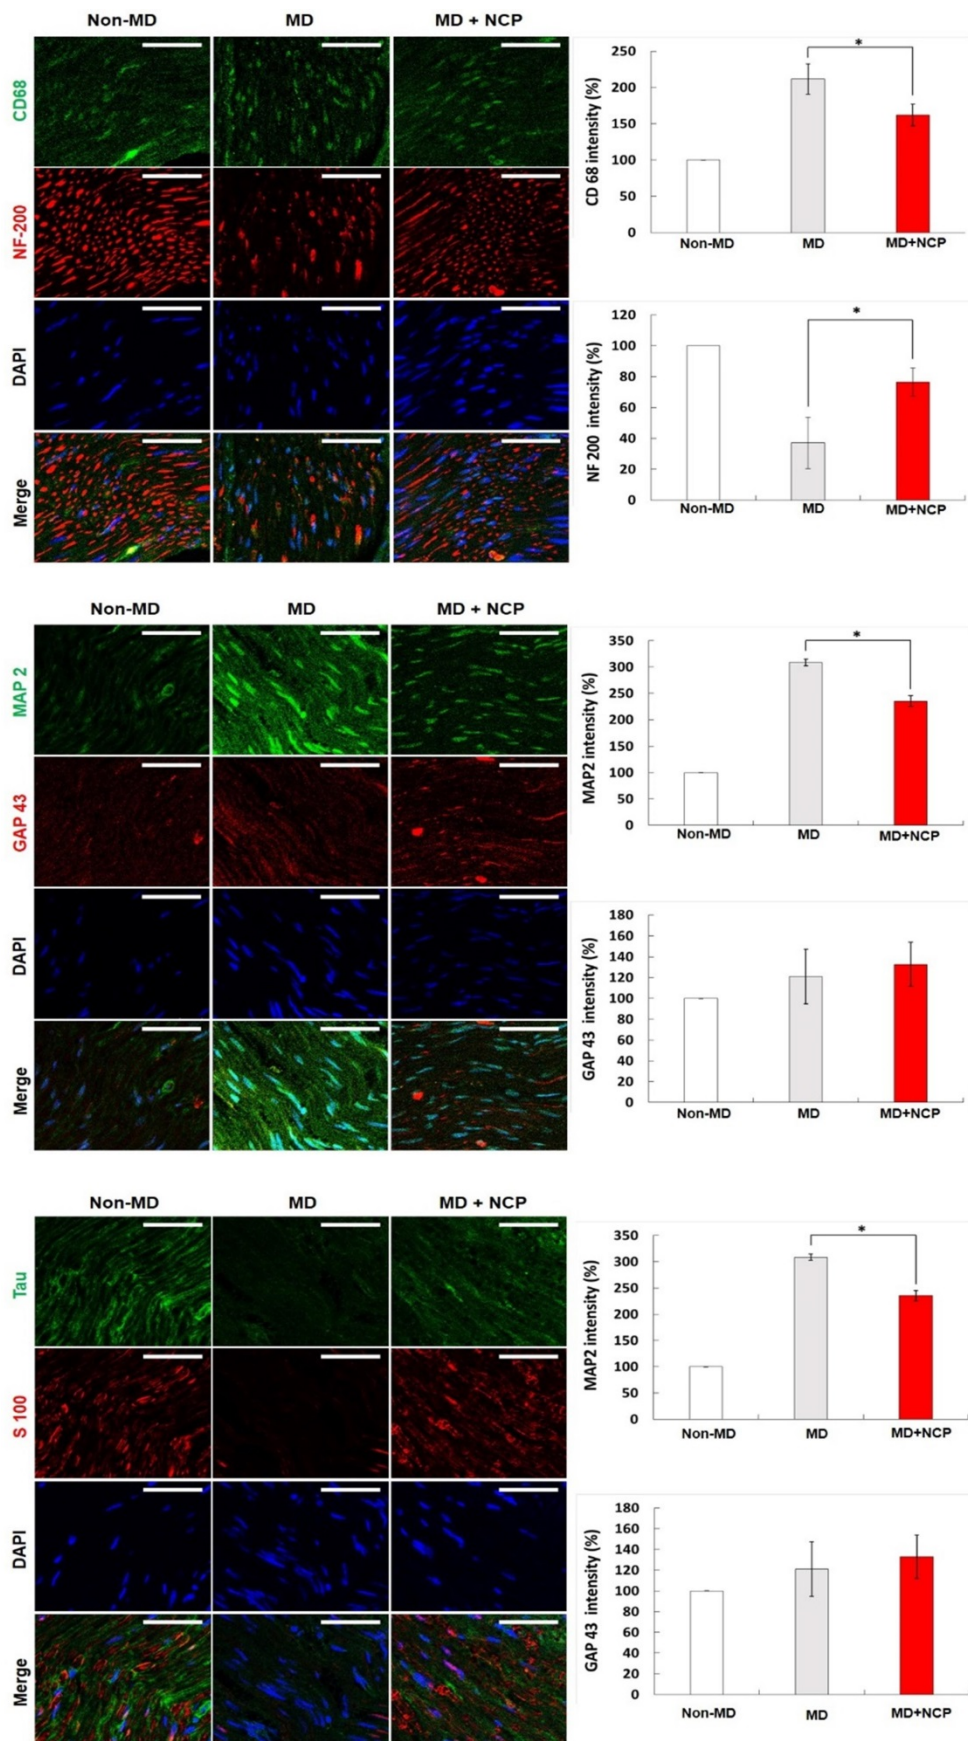 Non-MD MD MD + NCP
CD68
NF-200
DAPI
Merge
*
CD 68 intensity (%)
250
200
150
100
50
0
Non-MD MD MD+NCP
*
NF 200 intensity (%)
120
100
80
60
40
20
0
Non-MD MD MD+NCP
Non-MD MD MD + NCP
MAP 2
GAP 43
DAPI
Merge
*
MAP2 intensity (%)
350
300
250
200
150
100
50
0
Non-MD MD MD+NCP
GAP 43 intensity (%)
180
160
140
120
100
80
60
40
20
0
Non-MD MD MD+NCP
Non-MD MD MD + NCP
Tau
S 100
DAPI
Merge
*
MAP2 intensity (%)
350
300
250
200
150
100
50
0
Non-MD MD MD+NCP
GAP 43 intensity (%)
180
160
140
120
100
80
60
40
20
0
Non-MD MD MD+NCP